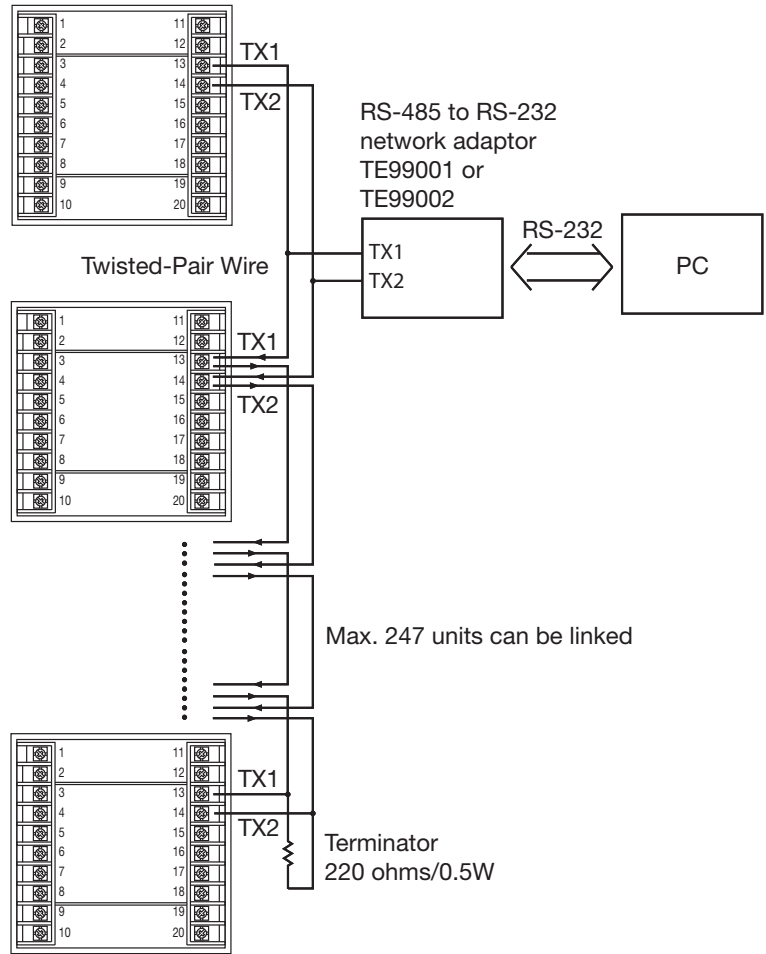 1 11
2 12
3 13
4 14
5 15
6 16
7 17
8 18
9 19
10 20
TX1
TX2
RS-485 to RS-232
network adaptor
TE99001 or
TE99002
TX1
TX2
RS-232
PC
Twisted-Pair Wire
1 11
2 12
3 13
4 14
5 15
6 16
7 17
8 18
9 19
10 20
TX1
TX2
Max. 247 units can be linked
1 11
2 12
3 13
4 14
5 15
6 16
7 17
8 18
9 19
10 20
TX1
TX2
Terminator
220 ohms/0.5W